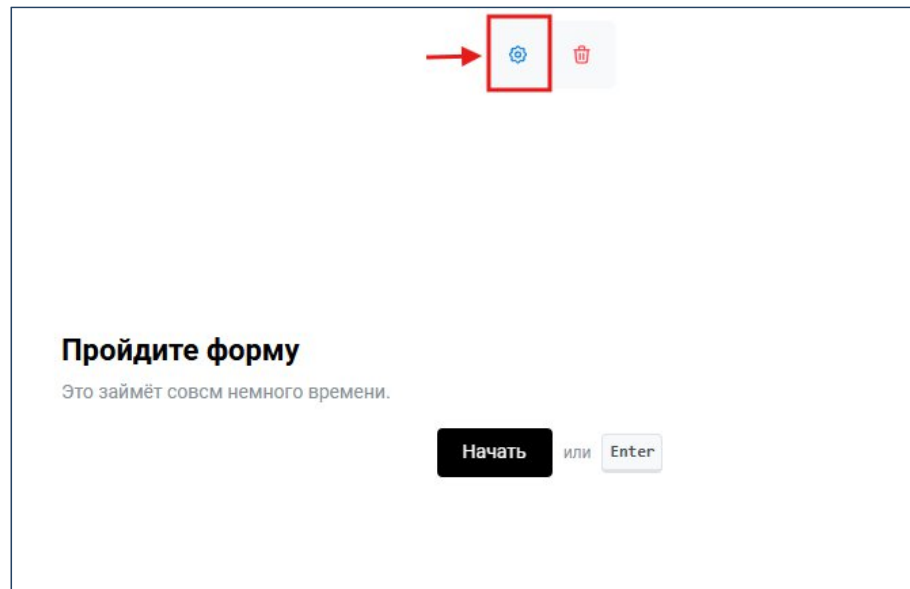 Пройдите форму
Это займёт совсм немного времени.
Начать или Enter